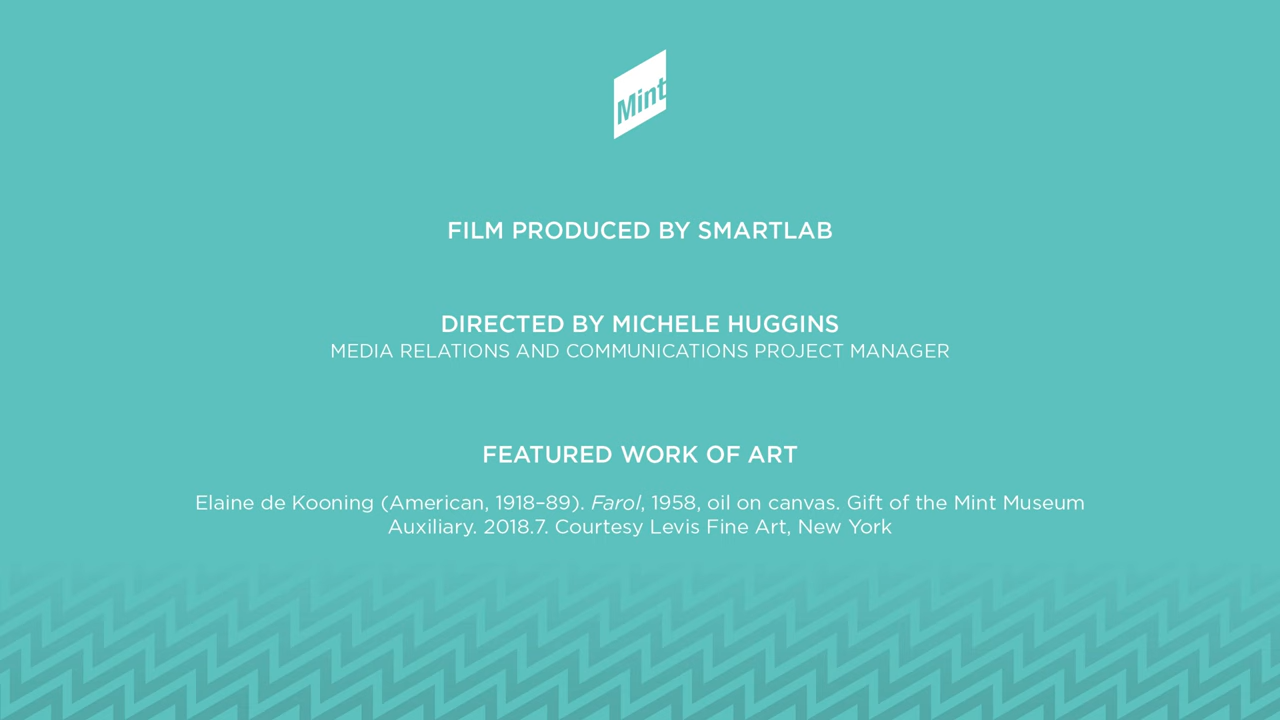 Mint
FILM PRODUCED BY SMARTLAB
DIRECTED BY MICHELE HUGGINS
MEDIA RELATIONS AND COMMUNICATIONS PROJECT MANAGER
FEATURED WORK OF ART
Elaine de Kooning (American, 1918–89). Farol, 1958, oil on canvas. Gift of the Mint Museum
Auxiliary. 2018.7. Courtesy Levis Fine Art, New York